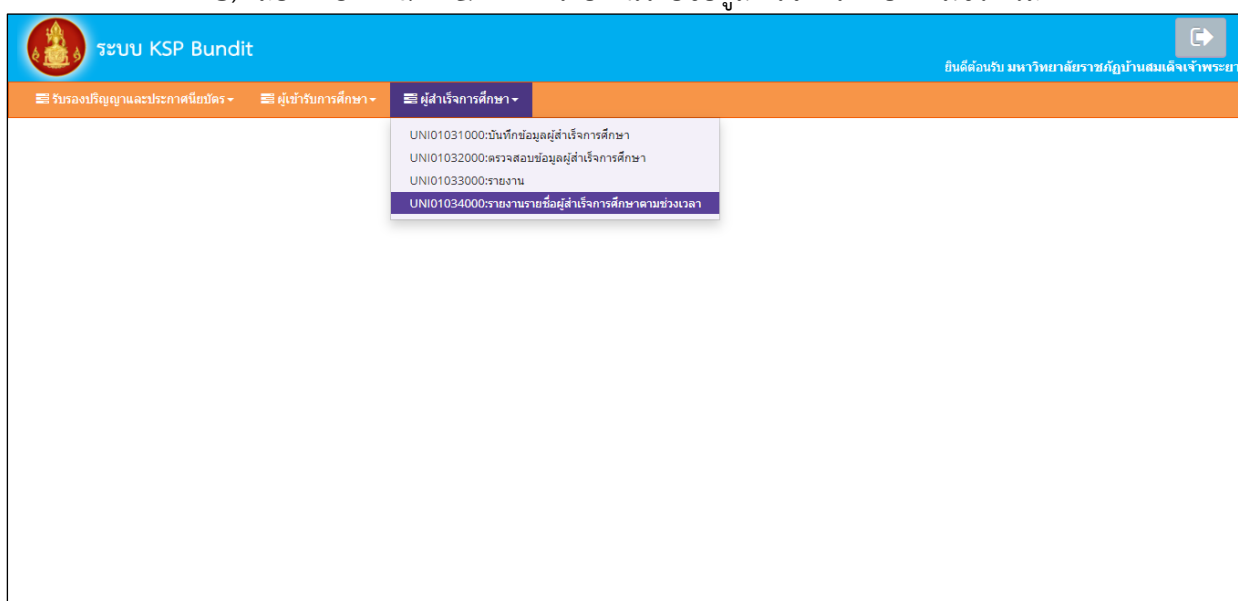 ระบบ KSP Bundit
ยินดีต้อนรับ มหาวิทยาลัยราชภัฏบ้านสมเด็จเจ้าพระยา
รับรองปริญญาและประกาศนียบัตร ผู้เข้ารับการศึกษา ผู้สำเร็จการศึกษา
UNI01031000:บันทึกข้อมูลผู้สำเร็จการศึกษา
UNI01032000:ตรวจสอบข้อมูลผู้สำเร็จการศึกษา
UNI01033000:รายงาน
UNI01034000:รายงานรายชื่อผู้สำเร็จการศึกษาตามช่วงเวลา